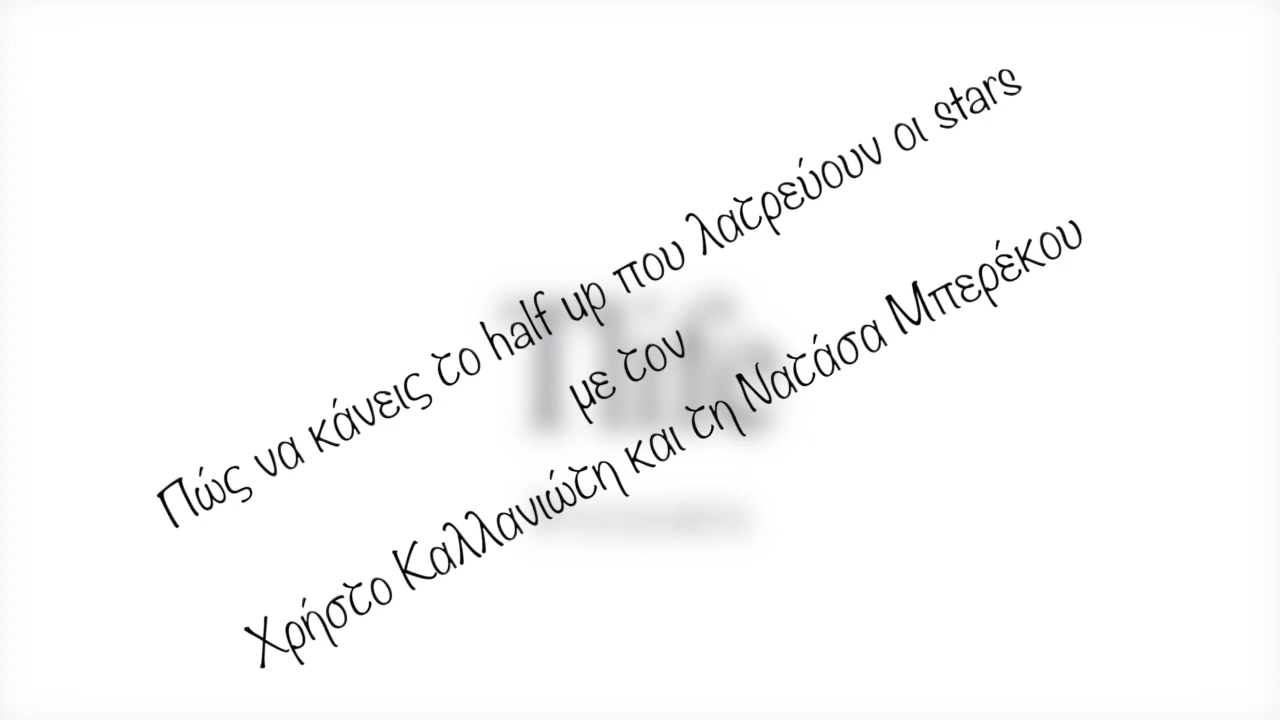 Πώς να κάνεις το half up που λατρεύουν οι stars
με τον
Χρήστο Καλλανιώτη και τη Νατάσα Μπερέκου